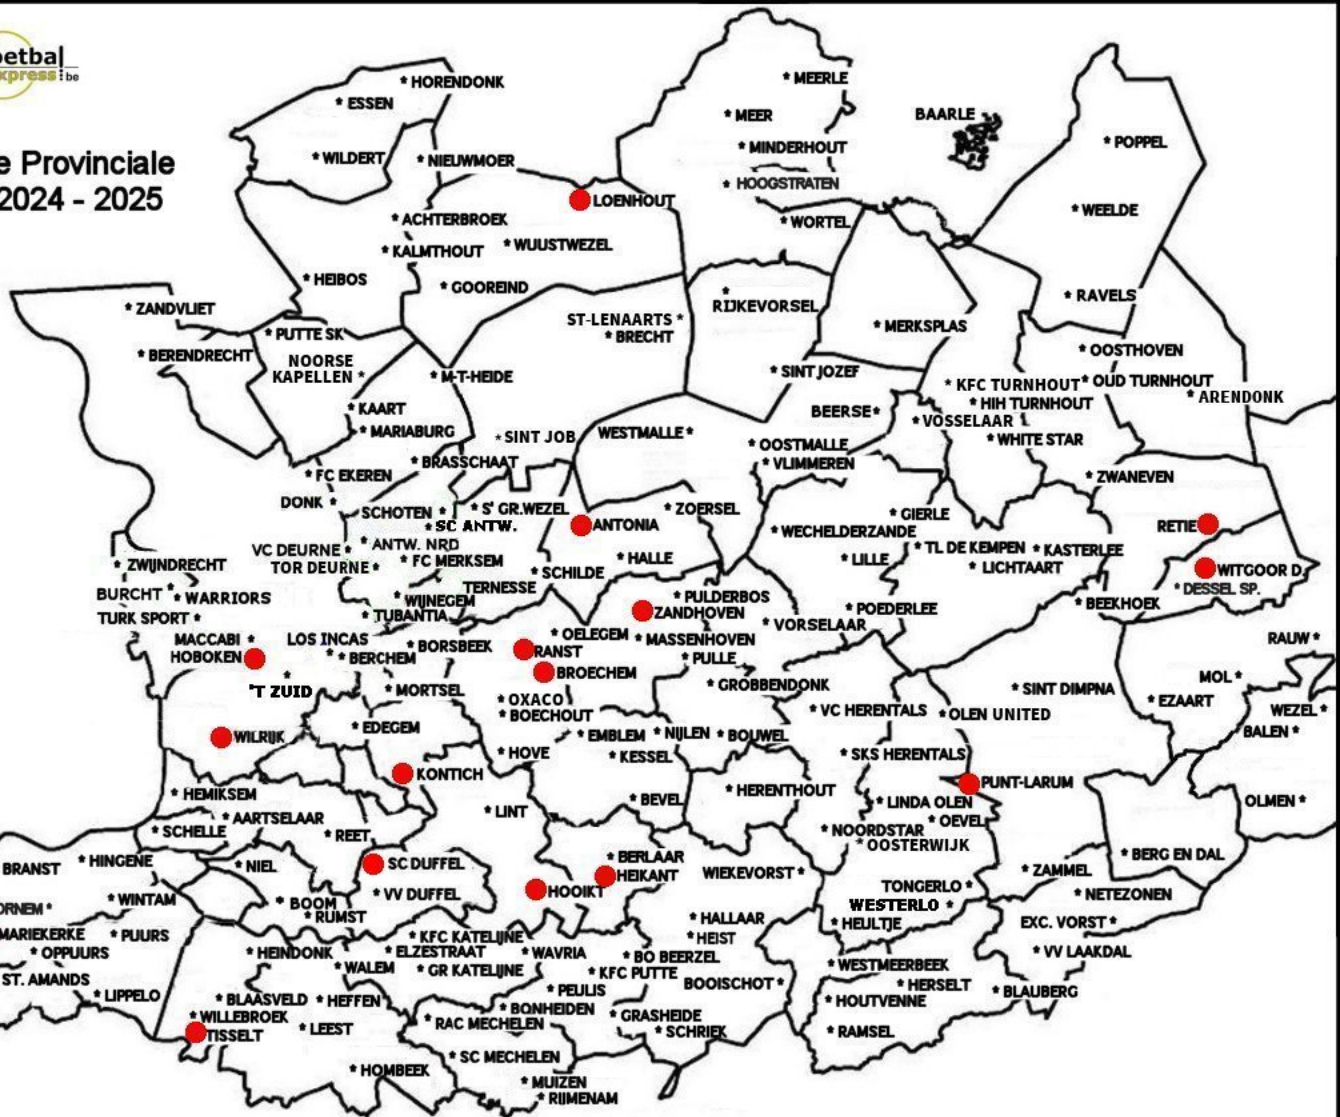 HORENDONK
ESSEN
MEERLE
MEER
BAARLE
e Provinciale
2024 - 2025
WILDERT
NIEUWMOER
MINDERHOUT
POPPEL
HOOGSTRATEN
LOENHOUT
ACHTERBROEK
WORTEL
WEELDE
KALMTHOUT
WUUSTWEZEL
HEIBOS
GOOREIND
RAVELS
ZANDVLIET
RIJKEVORSEL
PUTTE SK
ST-LENAARTS
BRECHT
MERKSPLAS
BERENDRECHT
NOORSE
KAPELLEN
OOSTHOVEN
M-T-HEIDE
SINT JOZEF
KFC TURNHOUT
OUD TURNHOUT
ARENDONK
KAART
BEERSE
HIH TURNHOUT
VOSSELAAR
MARIABURG
SINT JOB
WESTMALLE
OOSTMALLE
WHITE STAR
BRASSCHAAT
VLIMMEREN
FC EKEREN
ZWANEVEN
DONK
SCHOTEN
S' GR.WEZEL
ZOERSEL
GIERLE
SC ANTW.
ANTONIA
WECHELDERZANDE
RETIE
VC DEURNE
ANTW. NRD
TL DE KEMPEN
KASTERLEE
ZWIJNDRECHT
TOR DEURNE
FC MERKSEM
SCHILDE
HALLE
LILLE
LICHTAART
WITGOOR D.
BURCHT
WARRIORS
TERNESSE
WIJNEGEM
PULDERBOS
BEEKHOEK
DESSEL SP.
TURK SPORT
TUBANTIA
ZANDHOVEN
VORSELAAR
POEDERLEE
MACCABI
LOS INCAS
BORSBEEK
OELEGEM
MASSENHOVEN
RAUW
HOBOKEN
BERCHEM
RANST
PULLE
'T ZUID
MORTSEL
BROECHEM
GROBBENDONK
SINT DIMPNA
MOL
OXACO
EZAART
WEZEL
BOECHOUT
VC HERENTALS
OLEN UNITED
WILRIJK
EDEGEM
EMBLEM
NIJLEN
BOUWEL
BALEN
HOVE
KESSEL
SKS HERENTALS
KONTICH
PUNT-LARUM
HEMIKSEM
LINT
BEVEL
HERENTHOUT
LINDA OLEN
OLMEN
AARTSELAAR
OEVEL
SCHELLE
REET
NOORDSTAR
OOSTERWIJK
BRANST
HINGENE
NIEL
SC DUFFEL
BERLAAR
HEIKANT
WIEKEVORST
ZAMMEL
BERG EN DAL
WINTAM
BOOM
VV DUFFEL
HOOIKT
TONGERLO
NETEZONEN
ORNEM
RUMST
WESTERLO
MARIEKERKE
PUURS
KFC KATELIJNE
HALLAAR
HEULTJE
EXC. VORST
OPPUURS
HEINDONK
ELZESTRAAT
WAVRIA
HEIST
VV LAAKDAL
ST. AMANDS
WALEM
GR KATELIJNE
BO BEERZEL
WESTMEERBEEK
KFC PUTTE
BOOISCHOT
HERSELT
LIPPELO
BLAASVELD
HEFFEN
PEULIS
HOUTVENNE
BLAUBERG
WILLEBROEK
BONHEIDEN
GRASHEIDE
TISSELT
LEEST
RAC MECHELEN
SCHRIEK
RAMSEL
SC MECHELEN
HOMBEEK
MUIZEN
RIJMENAM